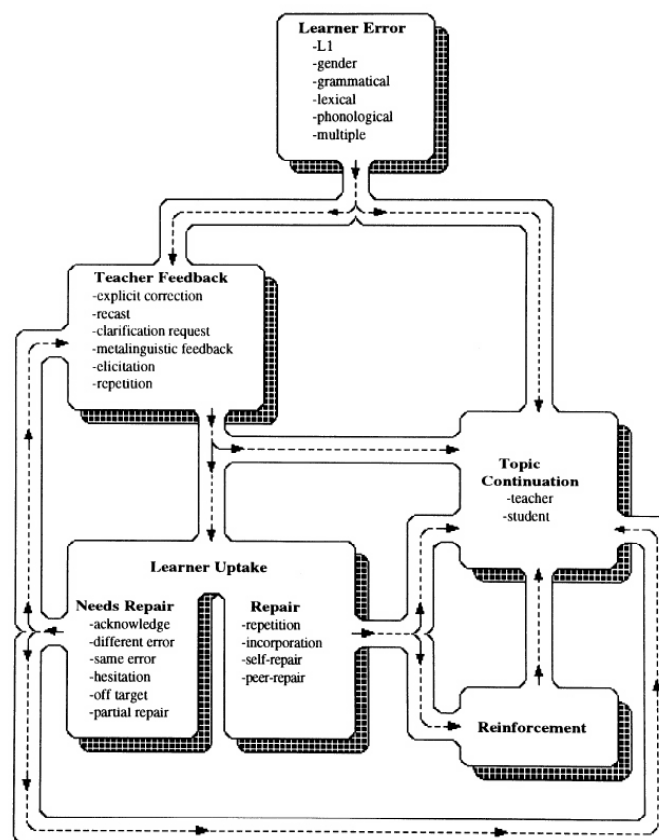 Learner Error
-L1
-gender
-grammatical
-lexical
-phonological
-multiple
Teacher Feedback
-explicit correction
-recast
-clarification request
-metalinguistic feedback
-elicitation
-repetition
Topic
Continuation
-teacher
-student
Learner Uptake
Needs Repair
-acknowledge
-different error
-same error
-hesitation
-off target
-partial repair
Repair
-repetition
-incorporation
-self-repair
-peer-repair
Reinforcement